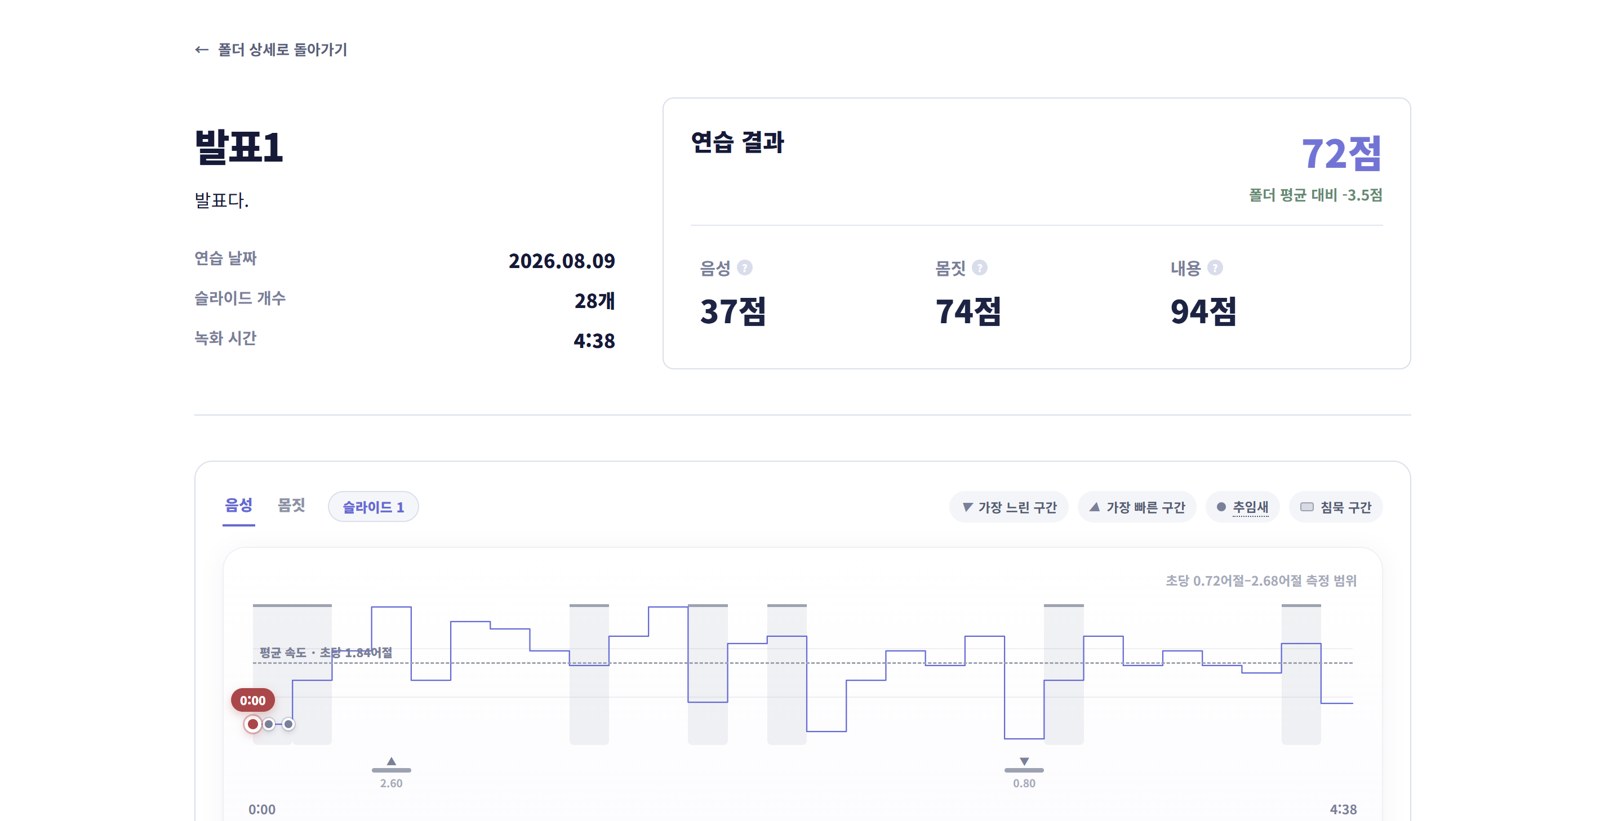 ← 폴더 상세로 돌아가기
발표1
발표다.
연습 날짜 2026.08.09
슬라이드 개수 28개
녹화 시간 4:38
연습 결과
72점
폴더 평균 대비 -3.5점
음성 ? 몸짓 ? 내용 ?
37점 74점 94점
음성 몸짓 슬라이드 1 ▼ 가장 느린 구간 ▲ 가장 빠른 구간 ● 추임새 침묵 구간
초당 0.72어절–2.68어절 측정 범위
평균 속도 · 초당 1.84어절
0:00
▲ ▼
2.60 0.80
0:00 4:38